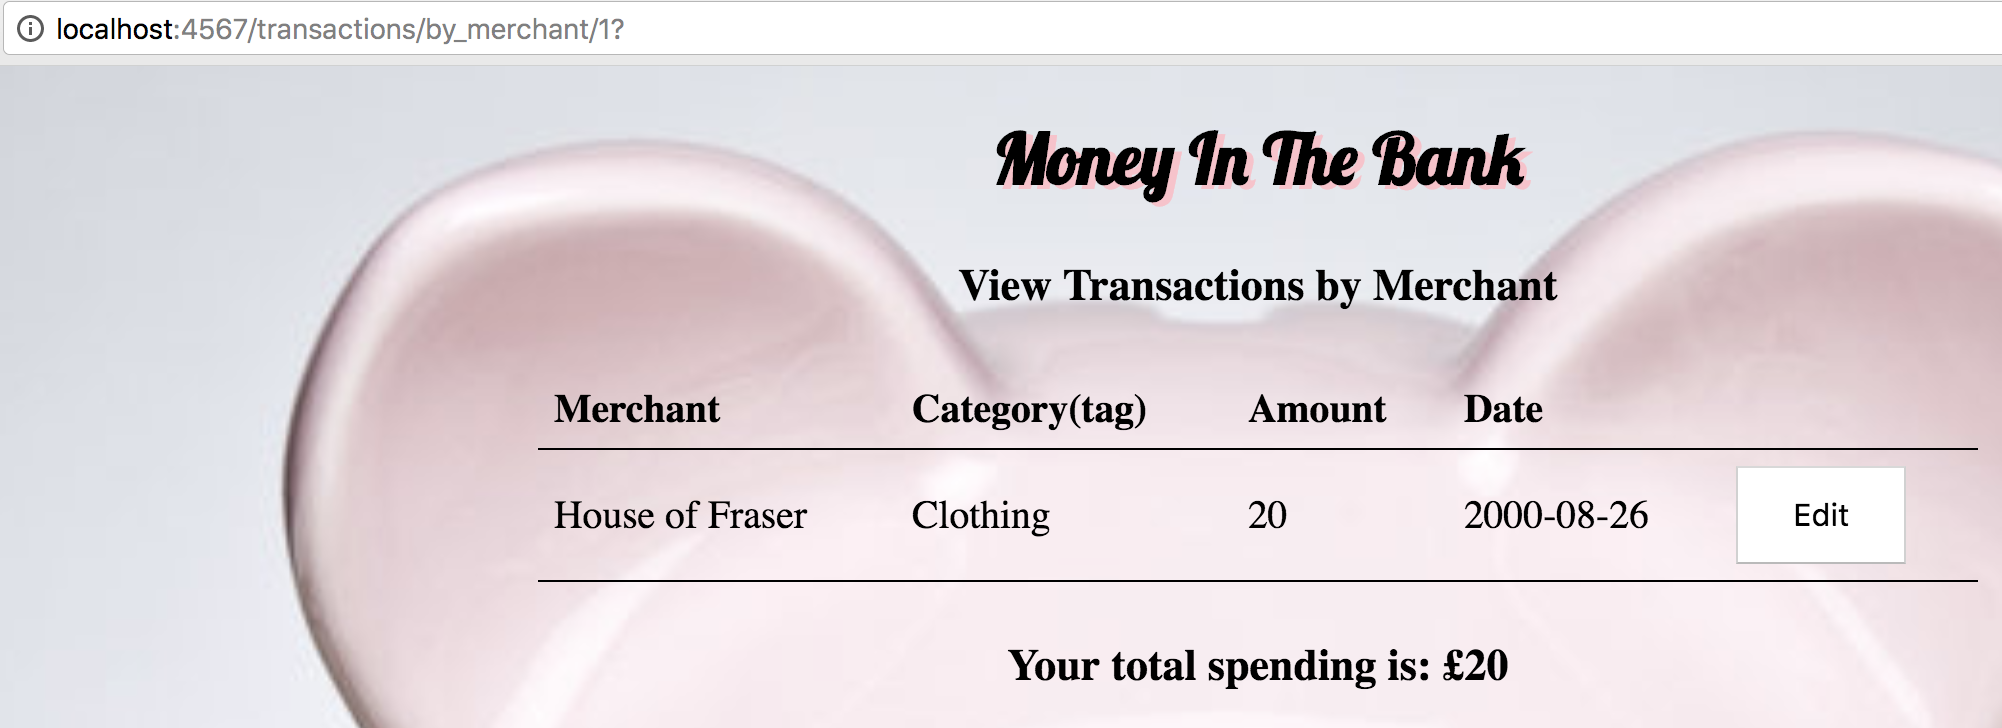 localhost:4567/transactions/by_merchant/1?
Money In The Bank
View Transactions by Merchant
Merchant Category(tag) Amount Date
House of Fraser Clothing 20 2000-08-26 Edit
Your total spending is: £20